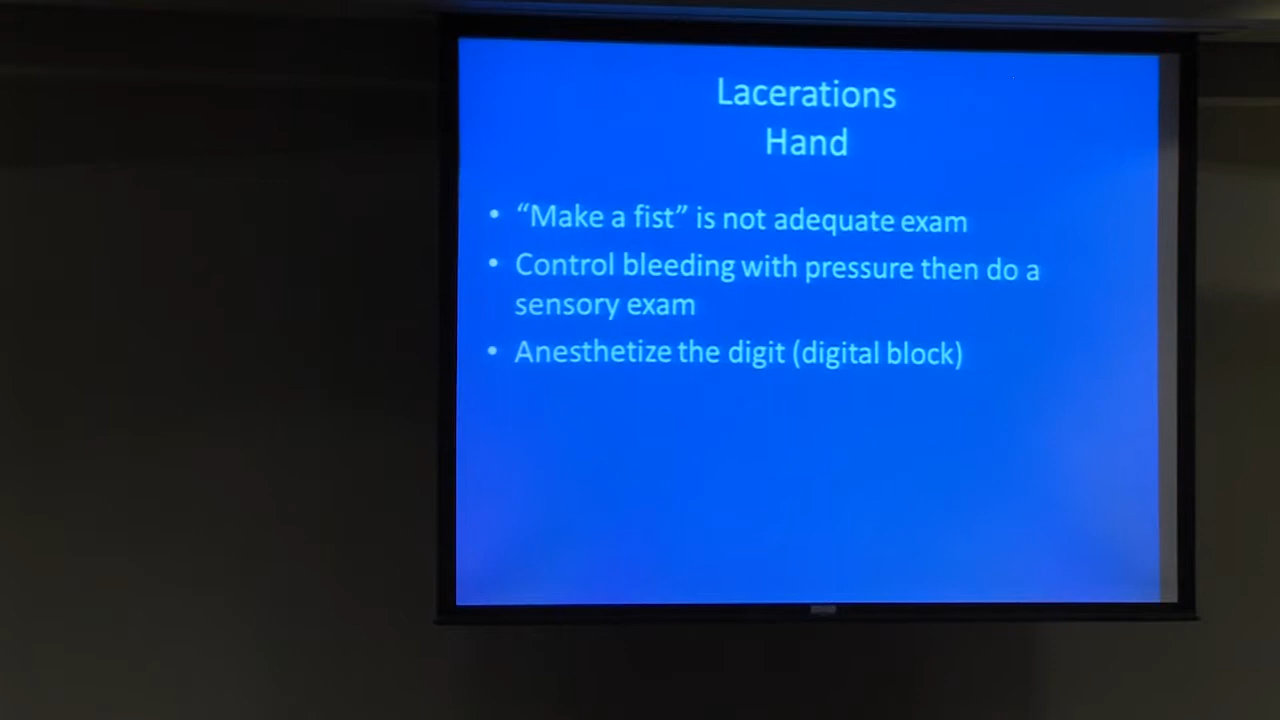 Lacerations
Hand
• “Make a fist” is not adequate exam
• Control bleeding with pressure then do a
sensory exam
• Anesthetize the digit (digital block)